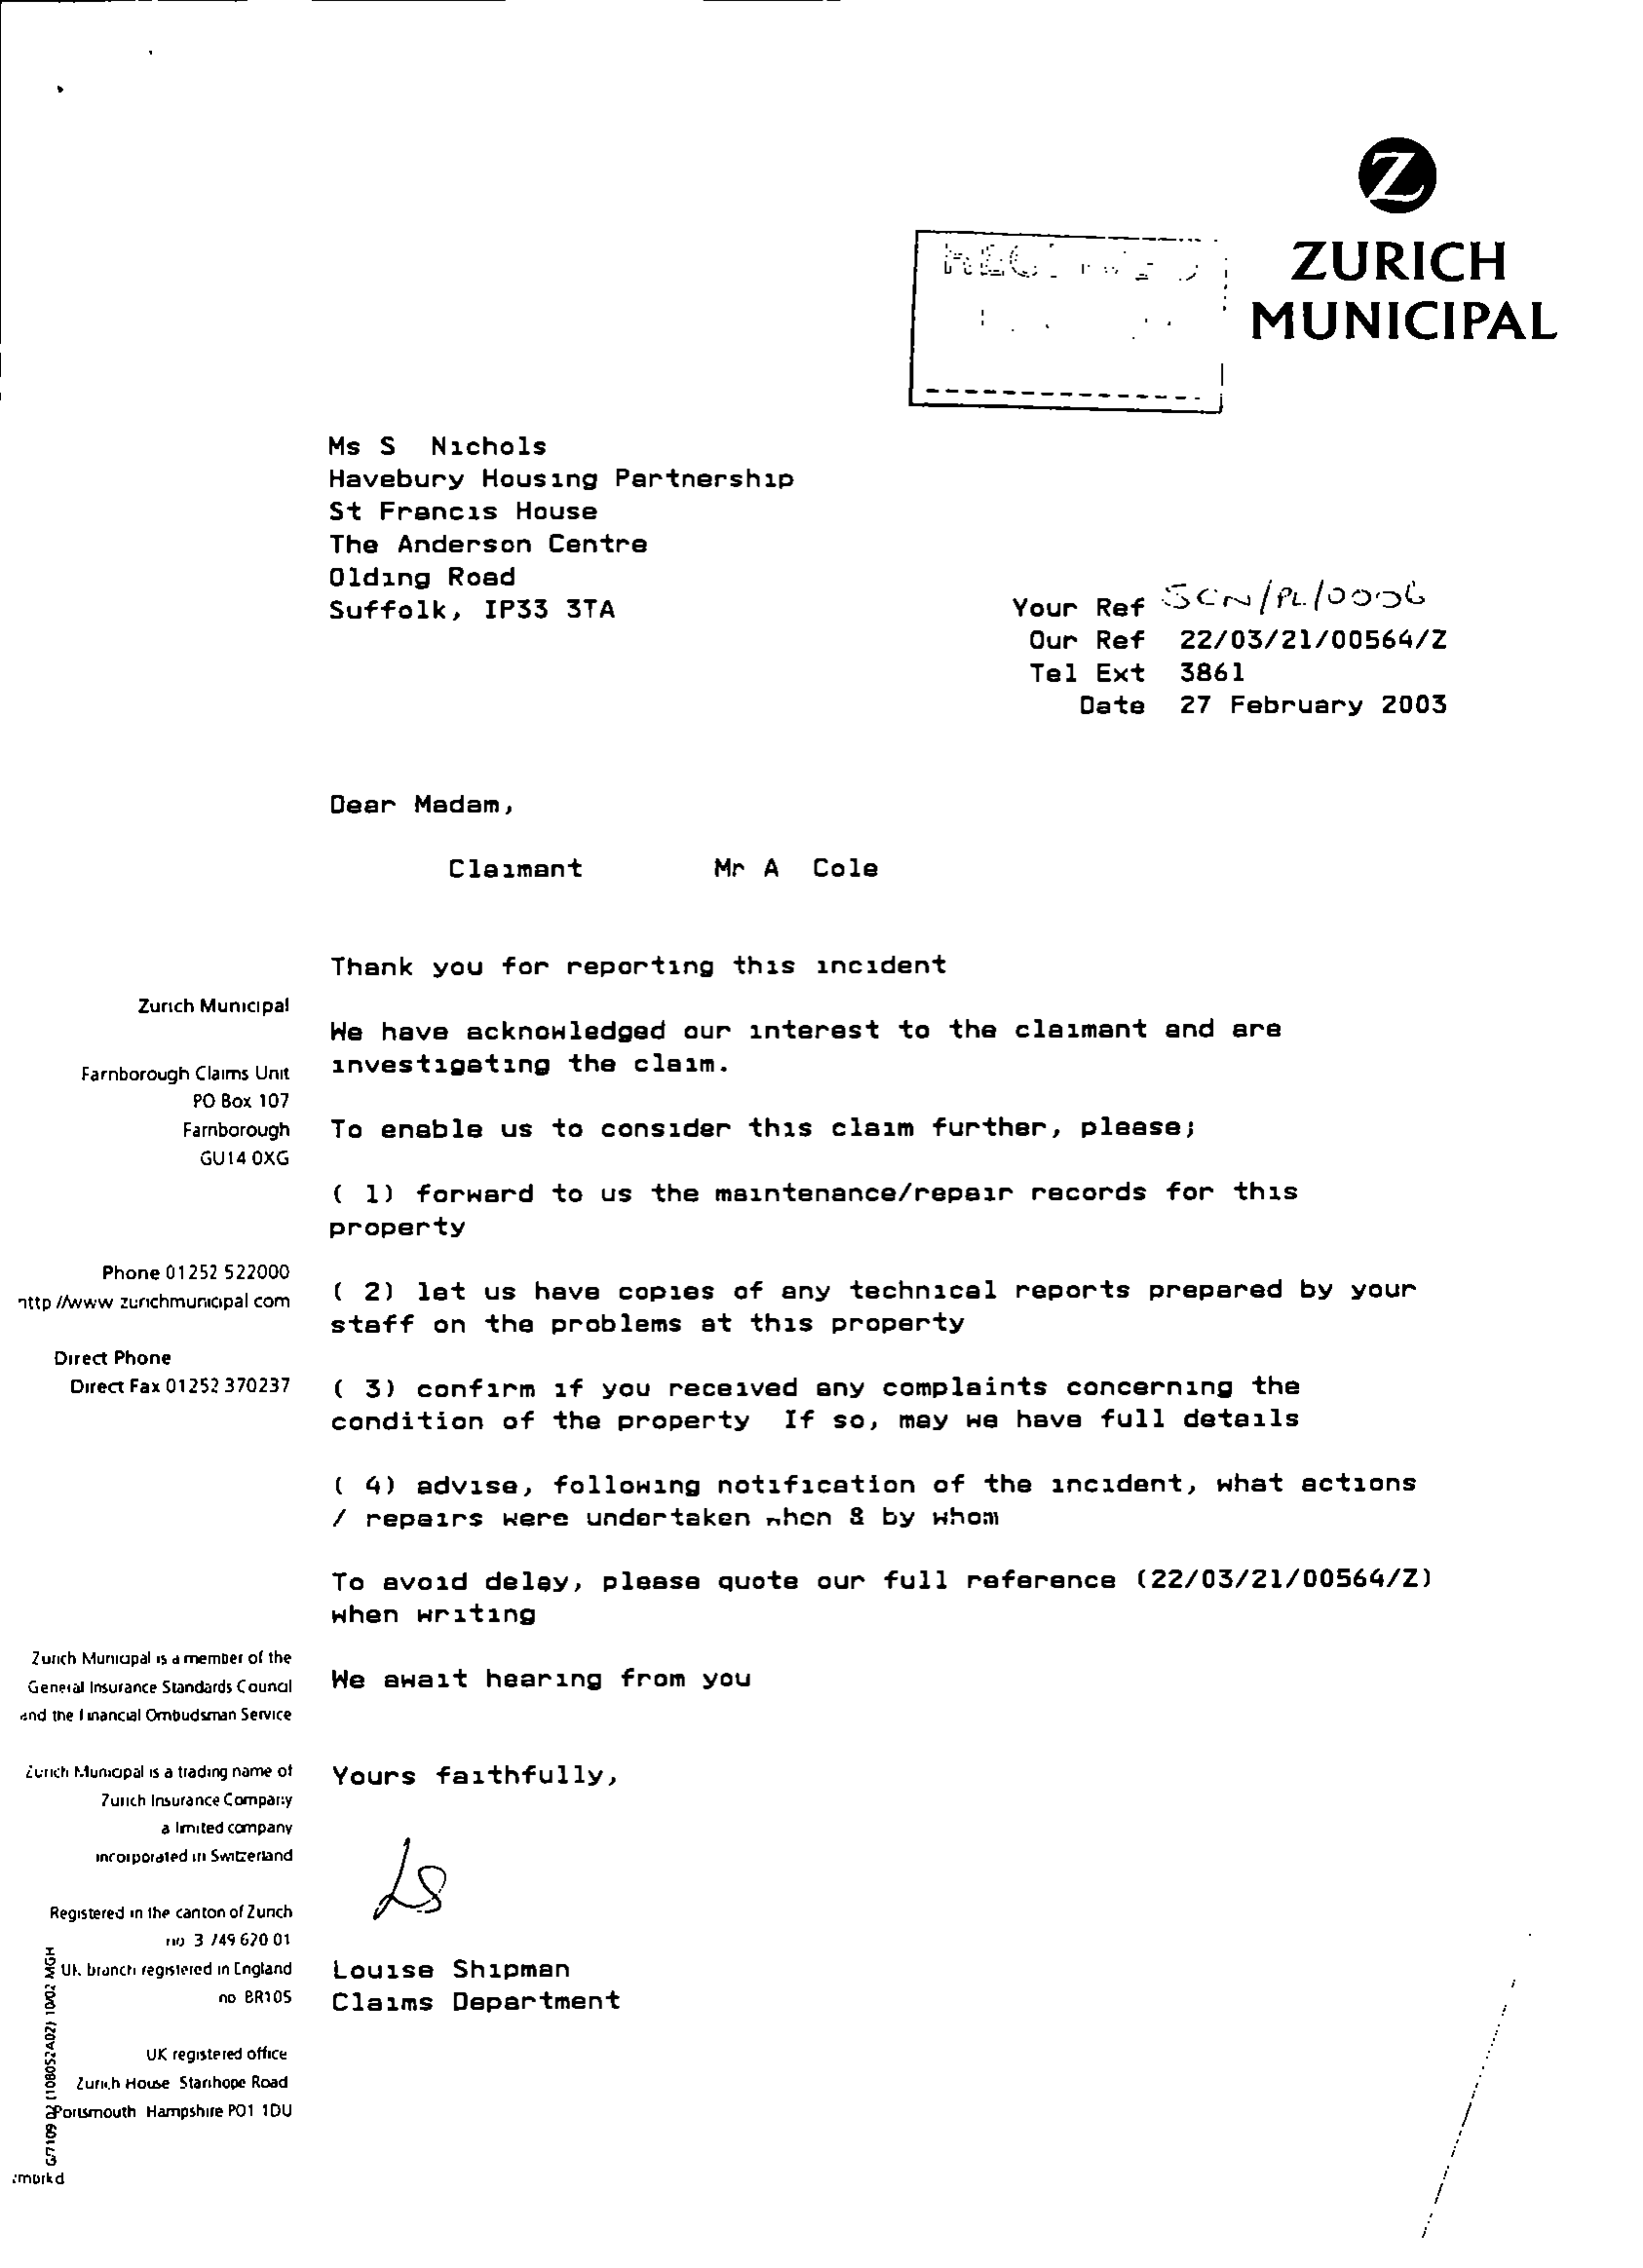 Z
ZURICH
MUNICIPAL
Ms S Nichols
Havebury Housing Partnership
St Francis House
The Anderson Centre
Olding Road
Suffolk, IP33 3TA
Your Ref SCN/PL/0006
Our Ref 22/03/21/00564/Z
Tel Ext 3861
Date 27 February 2003
Dear Madam,
Claimant Mr A Cole
Thank you for reporting this incident
We have acknowledged our interest to the claimant and are
investigating the claim.
To enable us to consider this claim further, please;
( 1) forward to us the maintenance/repair records for this
property
( 2) let us have copies of any technical reports prepared by your
staff on the problems at this property
( 3) confirm if you received any complaints concerning the
condition of the property If so, may we have full details
( 4) advise, following notification of the incident, what actions
/ repairs were undertaken when & by whom
To avoid delay, please quote our full reference (22/03/21/00564/Z)
when writing
We await hearing from you
Yours faithfully,
LS
Louise Shipman
Claims Department
Zurich Municipal
Farnborough Claims Unit
PO Box 107
Farnborough
GU14 0XG
Phone 01252 522000
http //www zurichmunicipal com
Direct Phone
Direct Fax 01252 370237
Zurich Municipal is a member of the
General Insurance Standards Council
and the Financial Ombudsman Service
Zurich Municipal is a trading name of
Zurich Insurance Company
a limited company
incorporated in Switzerland
Registered in the canton of Zurich
no 3 749 620 01
UK branch registered in England
no BR105
UK registered office
Zurich House Stanhope Road
Portsmouth Hampshire PO1 1DU
(108052A02) 10/02 MGH